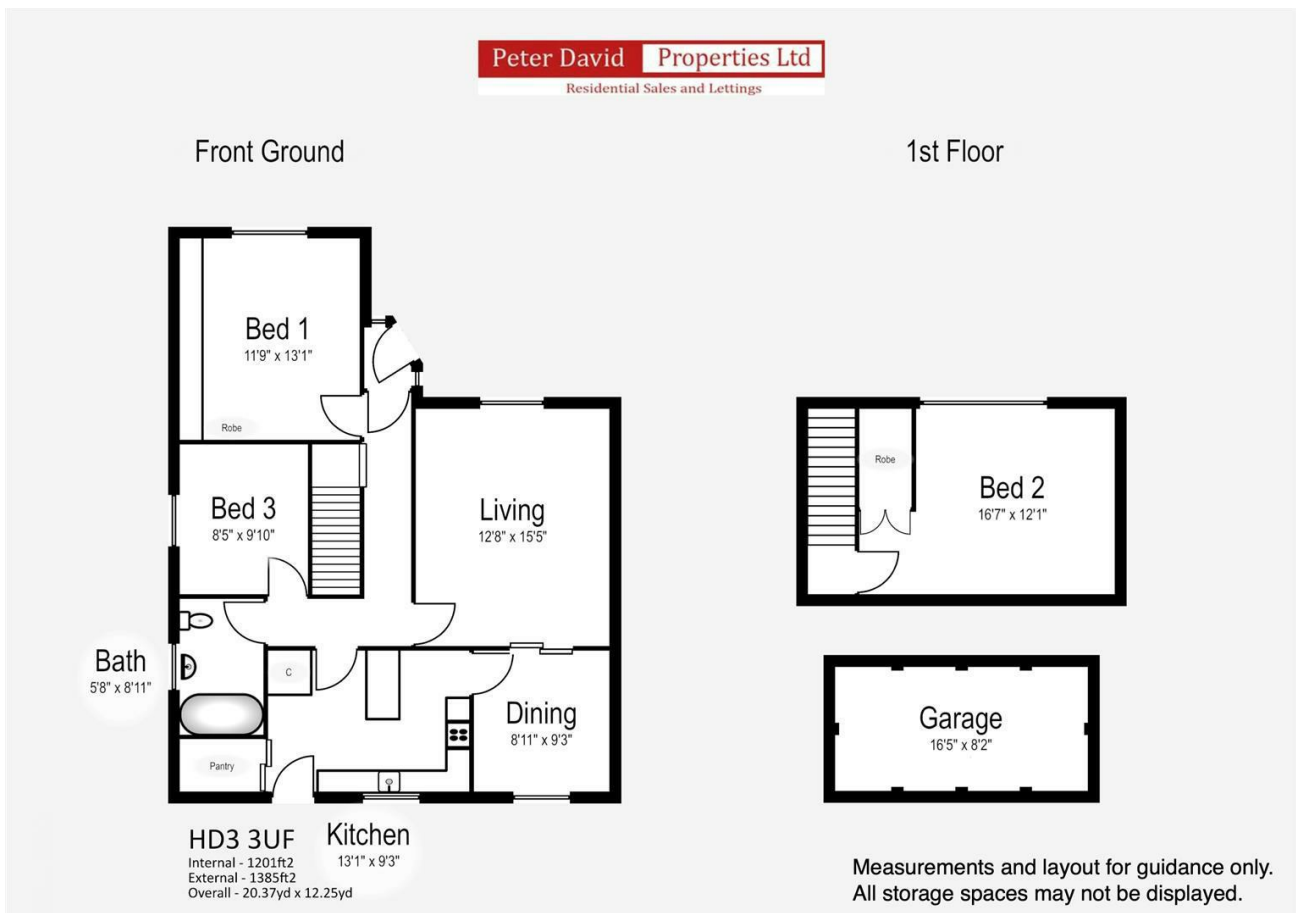 Peter David Properties Ltd
Residential Sales and Lettings
Front Ground
1st Floor
Bed 1
11'9" x 13'1"
Robe
Bed 3
8'5" x 9'10"
Living
12'8" x 15'5"
Robe
Bed 2
16'7" x 12'1"
Bath
5'8" x 8'11"
C
Dining
8'11" x 9'3"
Pantry
Garage
16'5" x 8'2"
Kitchen
13'1" x 9'3"
HD3 3UF
Internal - 1201ft2
External - 1385ft2
Overall - 20.37yd x 12.25yd
Measurements and layout for guidance only.
All storage spaces may not be displayed.